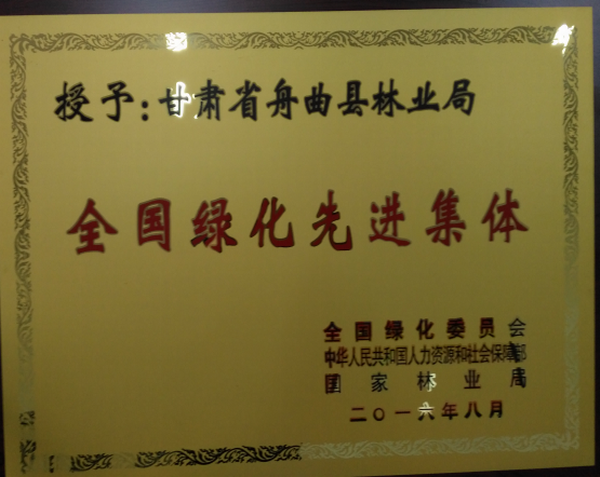 授予:甘肃省舟曲县林业局
全国绿化先进集体
全国绿化委员会
中华人民共和国人力资源和社会保障部
国家林业局
二〇一六年八月